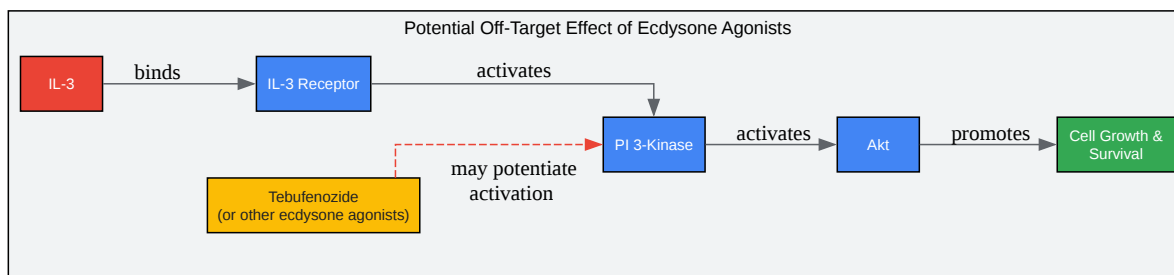 Potential Off-Target Effect of Ecdysone Agonists
IL-3
binds
IL-3 Receptor
activates
PI 3-Kinase
activates
Akt
promotes
Cell Growth &
Survival
may potentiate
activation
Tebufenozide
(or other ecdysone agonists)